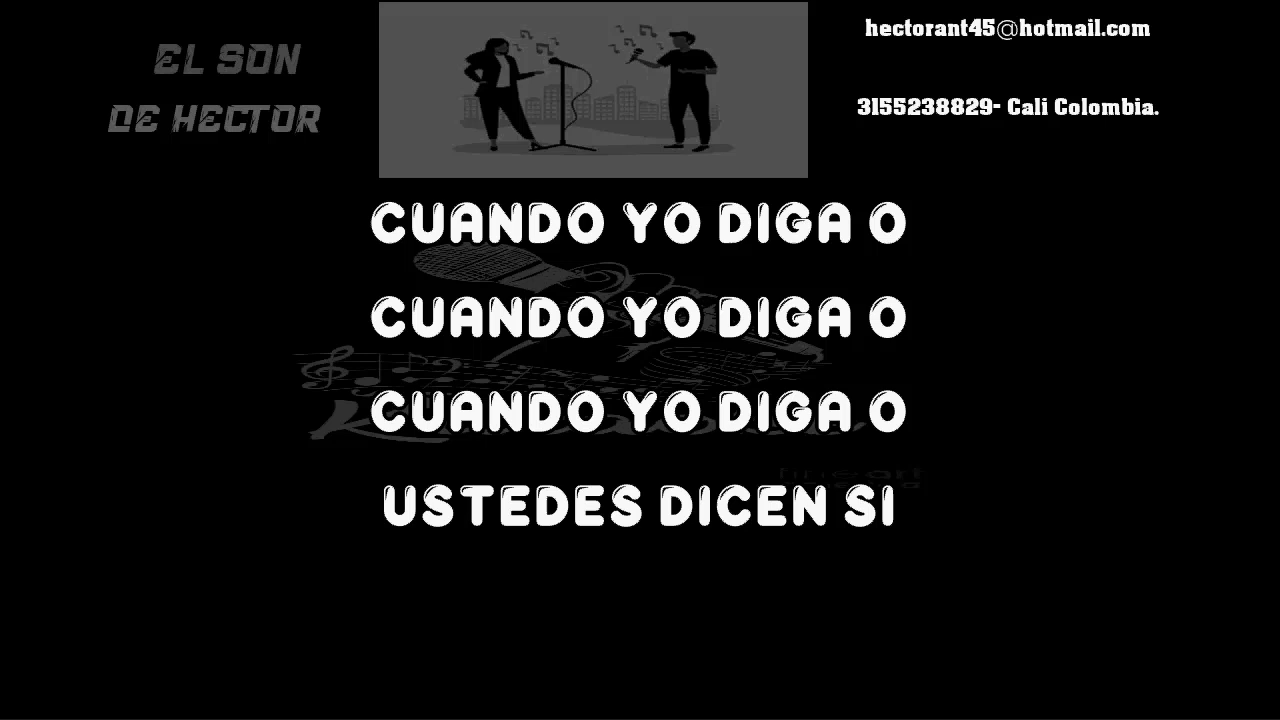 EL SON
DE HECTOR
hectorant45@hotmail.com
3155238829- Cali Colombia.
CUANDO YO DIGA O
CUANDO YO DIGA O
CUANDO YO DIGA O
USTEDES DICEN SI